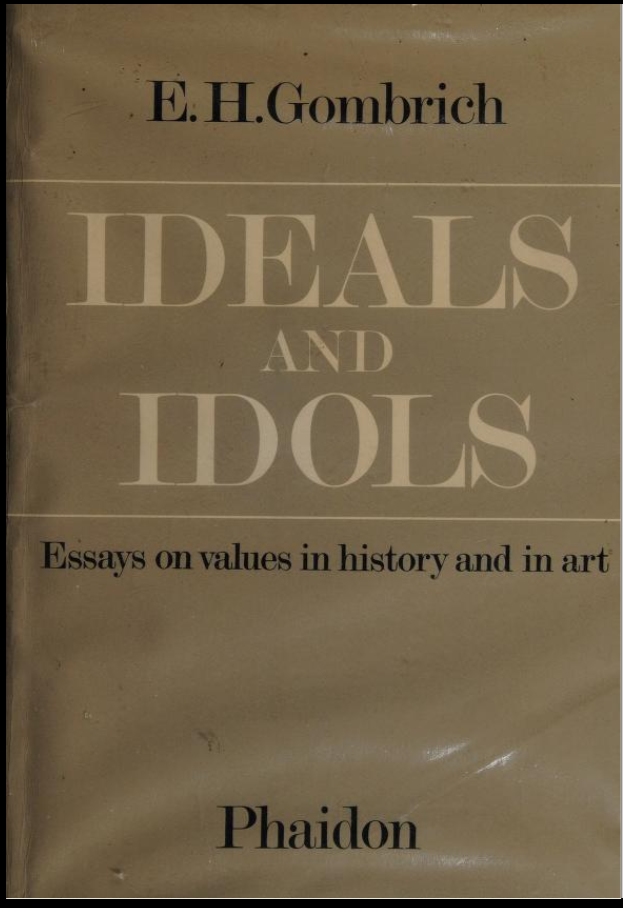 E. H. Gombrich
IDEALS
AND
IDOLS
Essays on values in history and in art
Phaidon